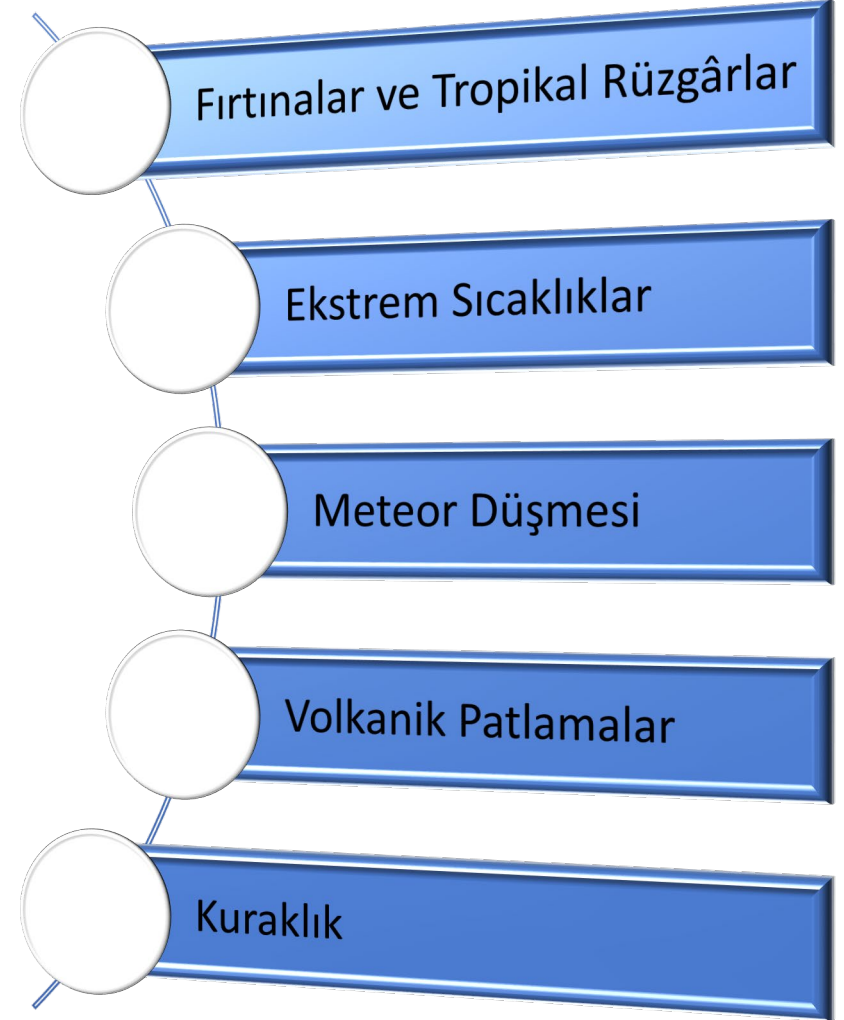 Fırtınalar ve Tropikal Rüzgârlar
Ekstrem Sıcaklıklar
Meteor Düşmesi
Volkanik Patlamalar
Kuraklık